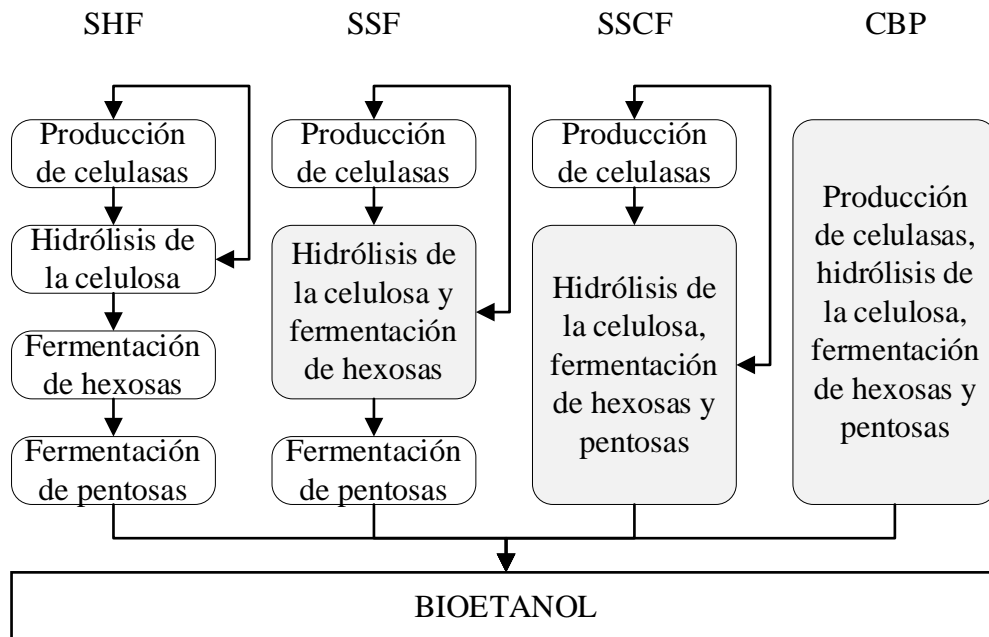 SHF
SSF
SSCF
CBP
Producción
de celulasas
Hidrólisis de
la celulosa
Fermentación
de hexosas
Fermentación
de pentosas
Producción
de celulasas
Hidrólisis de
la celulosa y
fermentación
de hexosas
Fermentación
de pentosas
Producción
de celulasas
Hidrólisis de
la celulosa,
fermentación
de hexosas y
pentosas
Producción
de celulasas,
hidrólisis de
la celulosa,
fermentación
de hexosas y
pentosas
BIOETANOL